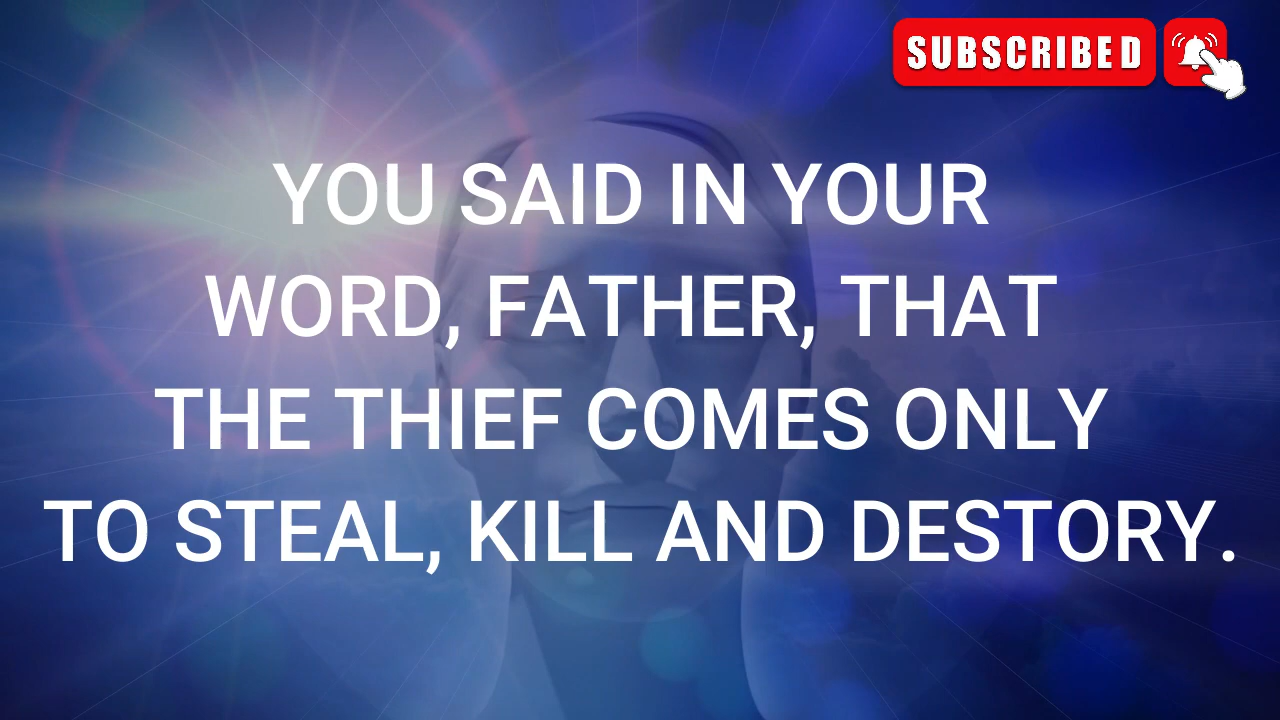 SUBSCRIBED
YOU SAID IN YOUR
WORD, FATHER, THAT
THE THIEF COMES ONLY
TO STEAL, KILL AND DESTORY.